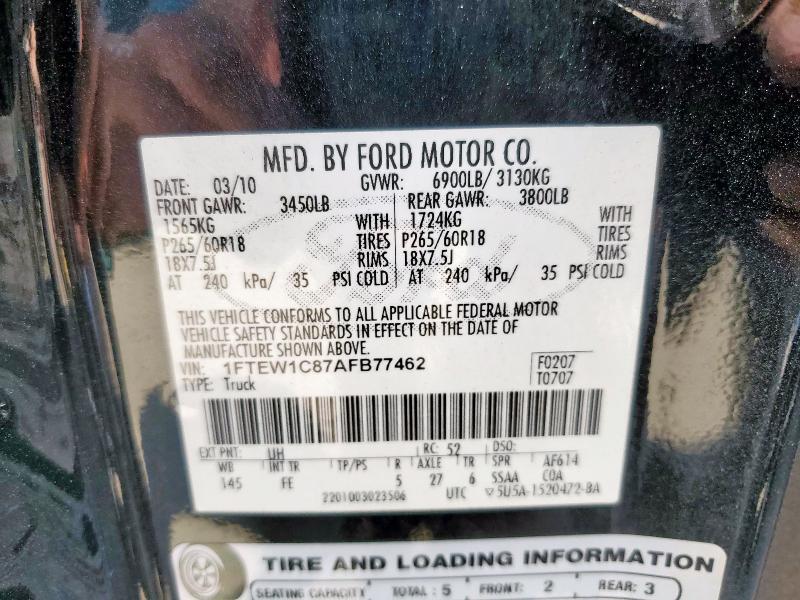 MFD. BY FORD MOTOR CO.
DATE: 03/10 GVWR: 6900LB/ 3130KG
FRONT GAWR: 3450LB REAR GAWR: 3800LB
1565KG WITH 1724KG WITH
P265/60R18 TIRES P265/60R18 TIRES
18X7.5J RIMS 18X7.5J RIMS
AT 240 kPa/ 35 PSI COLD AT 240 kPa/ 35 PSI COLD
THIS VEHICLE CONFORMS TO ALL APPLICABLE FEDERAL MOTOR
VEHICLE SAFETY STANDARDS IN EFFECT ON THE DATE OF
MANUFACTURE SHOWN ABOVE.
VIN: 1FTEW1C87AFB77462 F0207
TYPE: Truck T0707
EXT PNT: UH RC: 52 DSO:
WB INT TR TP/PS R AXLE TR SPR AF614
145 FE 5 27 6 SSAA COA
2201003023506 UTC ▽5U5A-1520472-BA
TIRE AND LOADING INFORMATION
SEATING CAPACITY TOTAL : 5 FRONT: 2 REAR: 3